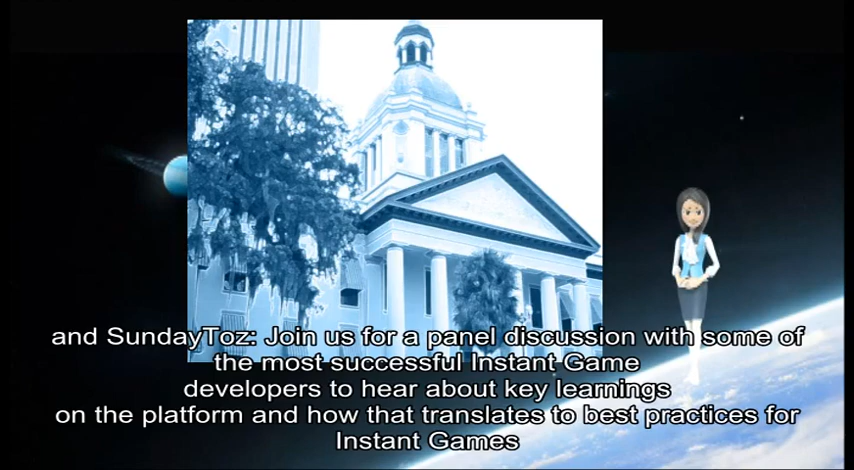 and SundayToz: Join us for a panel discussion with some of
the most successful Instant Game
developers to hear about key learnings
on the platform and how that translates to best practices for
Instant Games